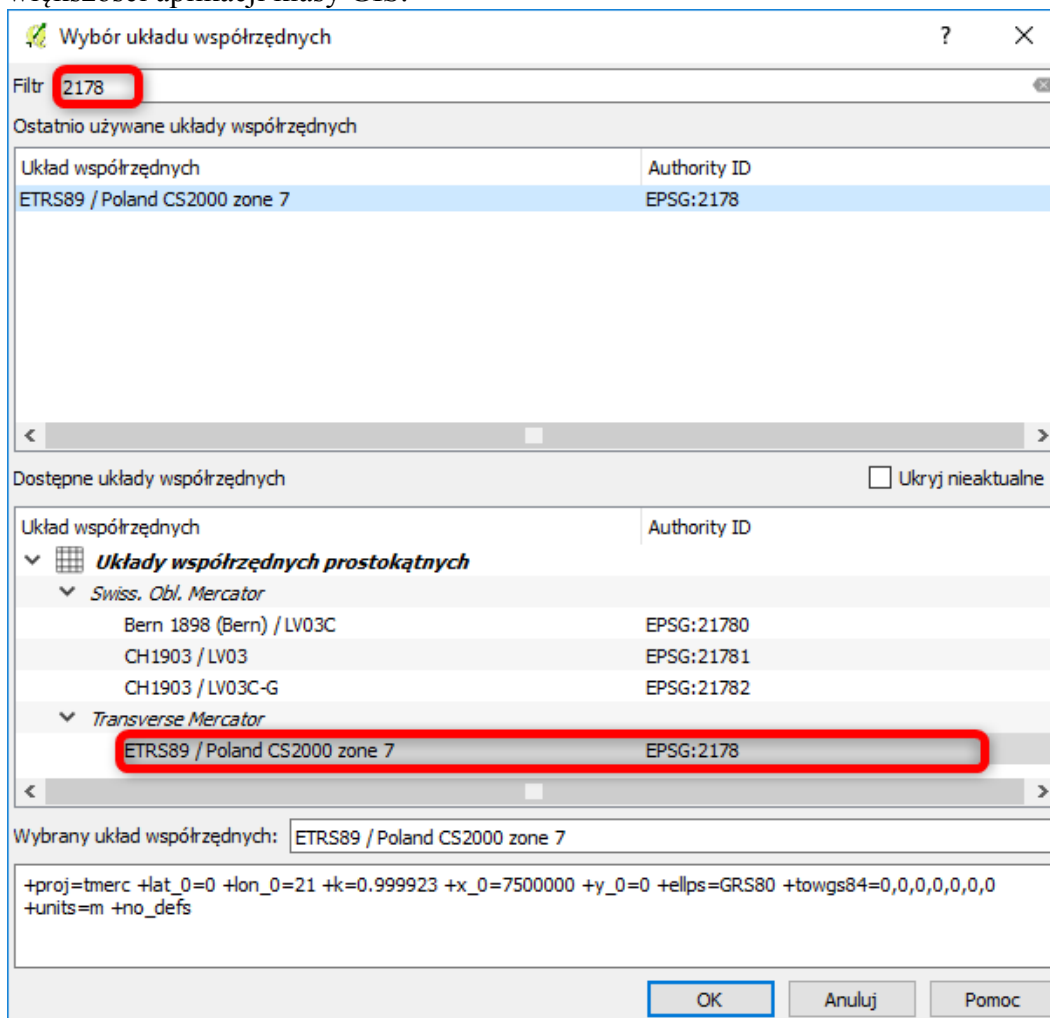 większości aplikacji klasy GIS.
Wybór układu współrzędnych
Filtr 2178
Ostatnio używane układy współrzędnych
Układ współrzędnych Authority ID
ETRS89 / Poland CS2000 zone 7 EPSG:2178
Dostępne układy współrzędnych Ukryj nieaktualne
Układ współrzędnych Authority ID
Układy współrzędnych prostokątnych
Swiss. Obl. Mercator
Bern 1898 (Bern) / LV03C EPSG:21780
CH1903 / LV03 EPSG:21781
CH1903 / LV03C-G EPSG:21782
Transverse Mercator
ETRS89 / Poland CS2000 zone 7 EPSG:2178
Wybrany układ współrzędnych: ETRS89 / Poland CS2000 zone 7
+proj=tmerc +lat_0=0 +lon_0=21 +k=0.999923 +x_0=7500000 +y_0=0 +ellps=GRS80 +towgs84=0,0,0,0,0,0,0
+units=m +no_defs
OK Anuluj Pomoc